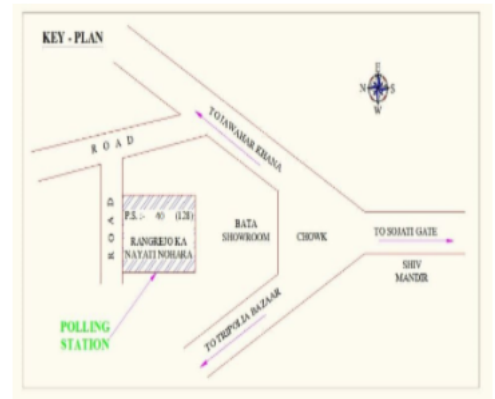 KEY - PLAN
E
N S
W
TO JAWAHAR KHANA
ROAD
ROAD
P.S. :- 40 (128)
RANGREJO KA
NAYATI NOHARA
BATA
SHOWROOM
CHOWK
TO SOJATI GATE
SHIV
MANDIR
POLLING
STATION
TO TRIPOLIA BAZAAR